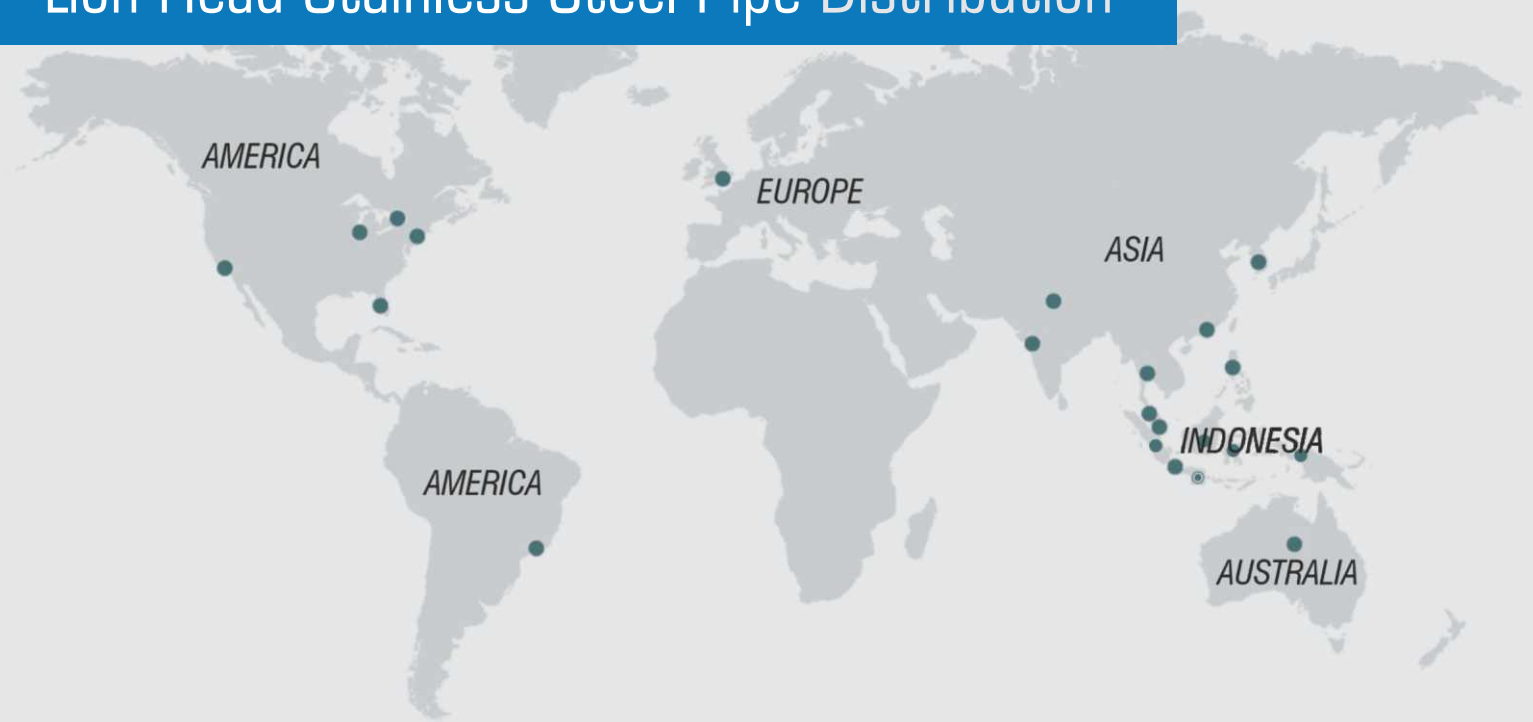 Lion Head Stainless Steel Pipe Distribution
AMERICA
EUROPE
ASIA
INDONESIA
AMERICA
AUSTRALIA